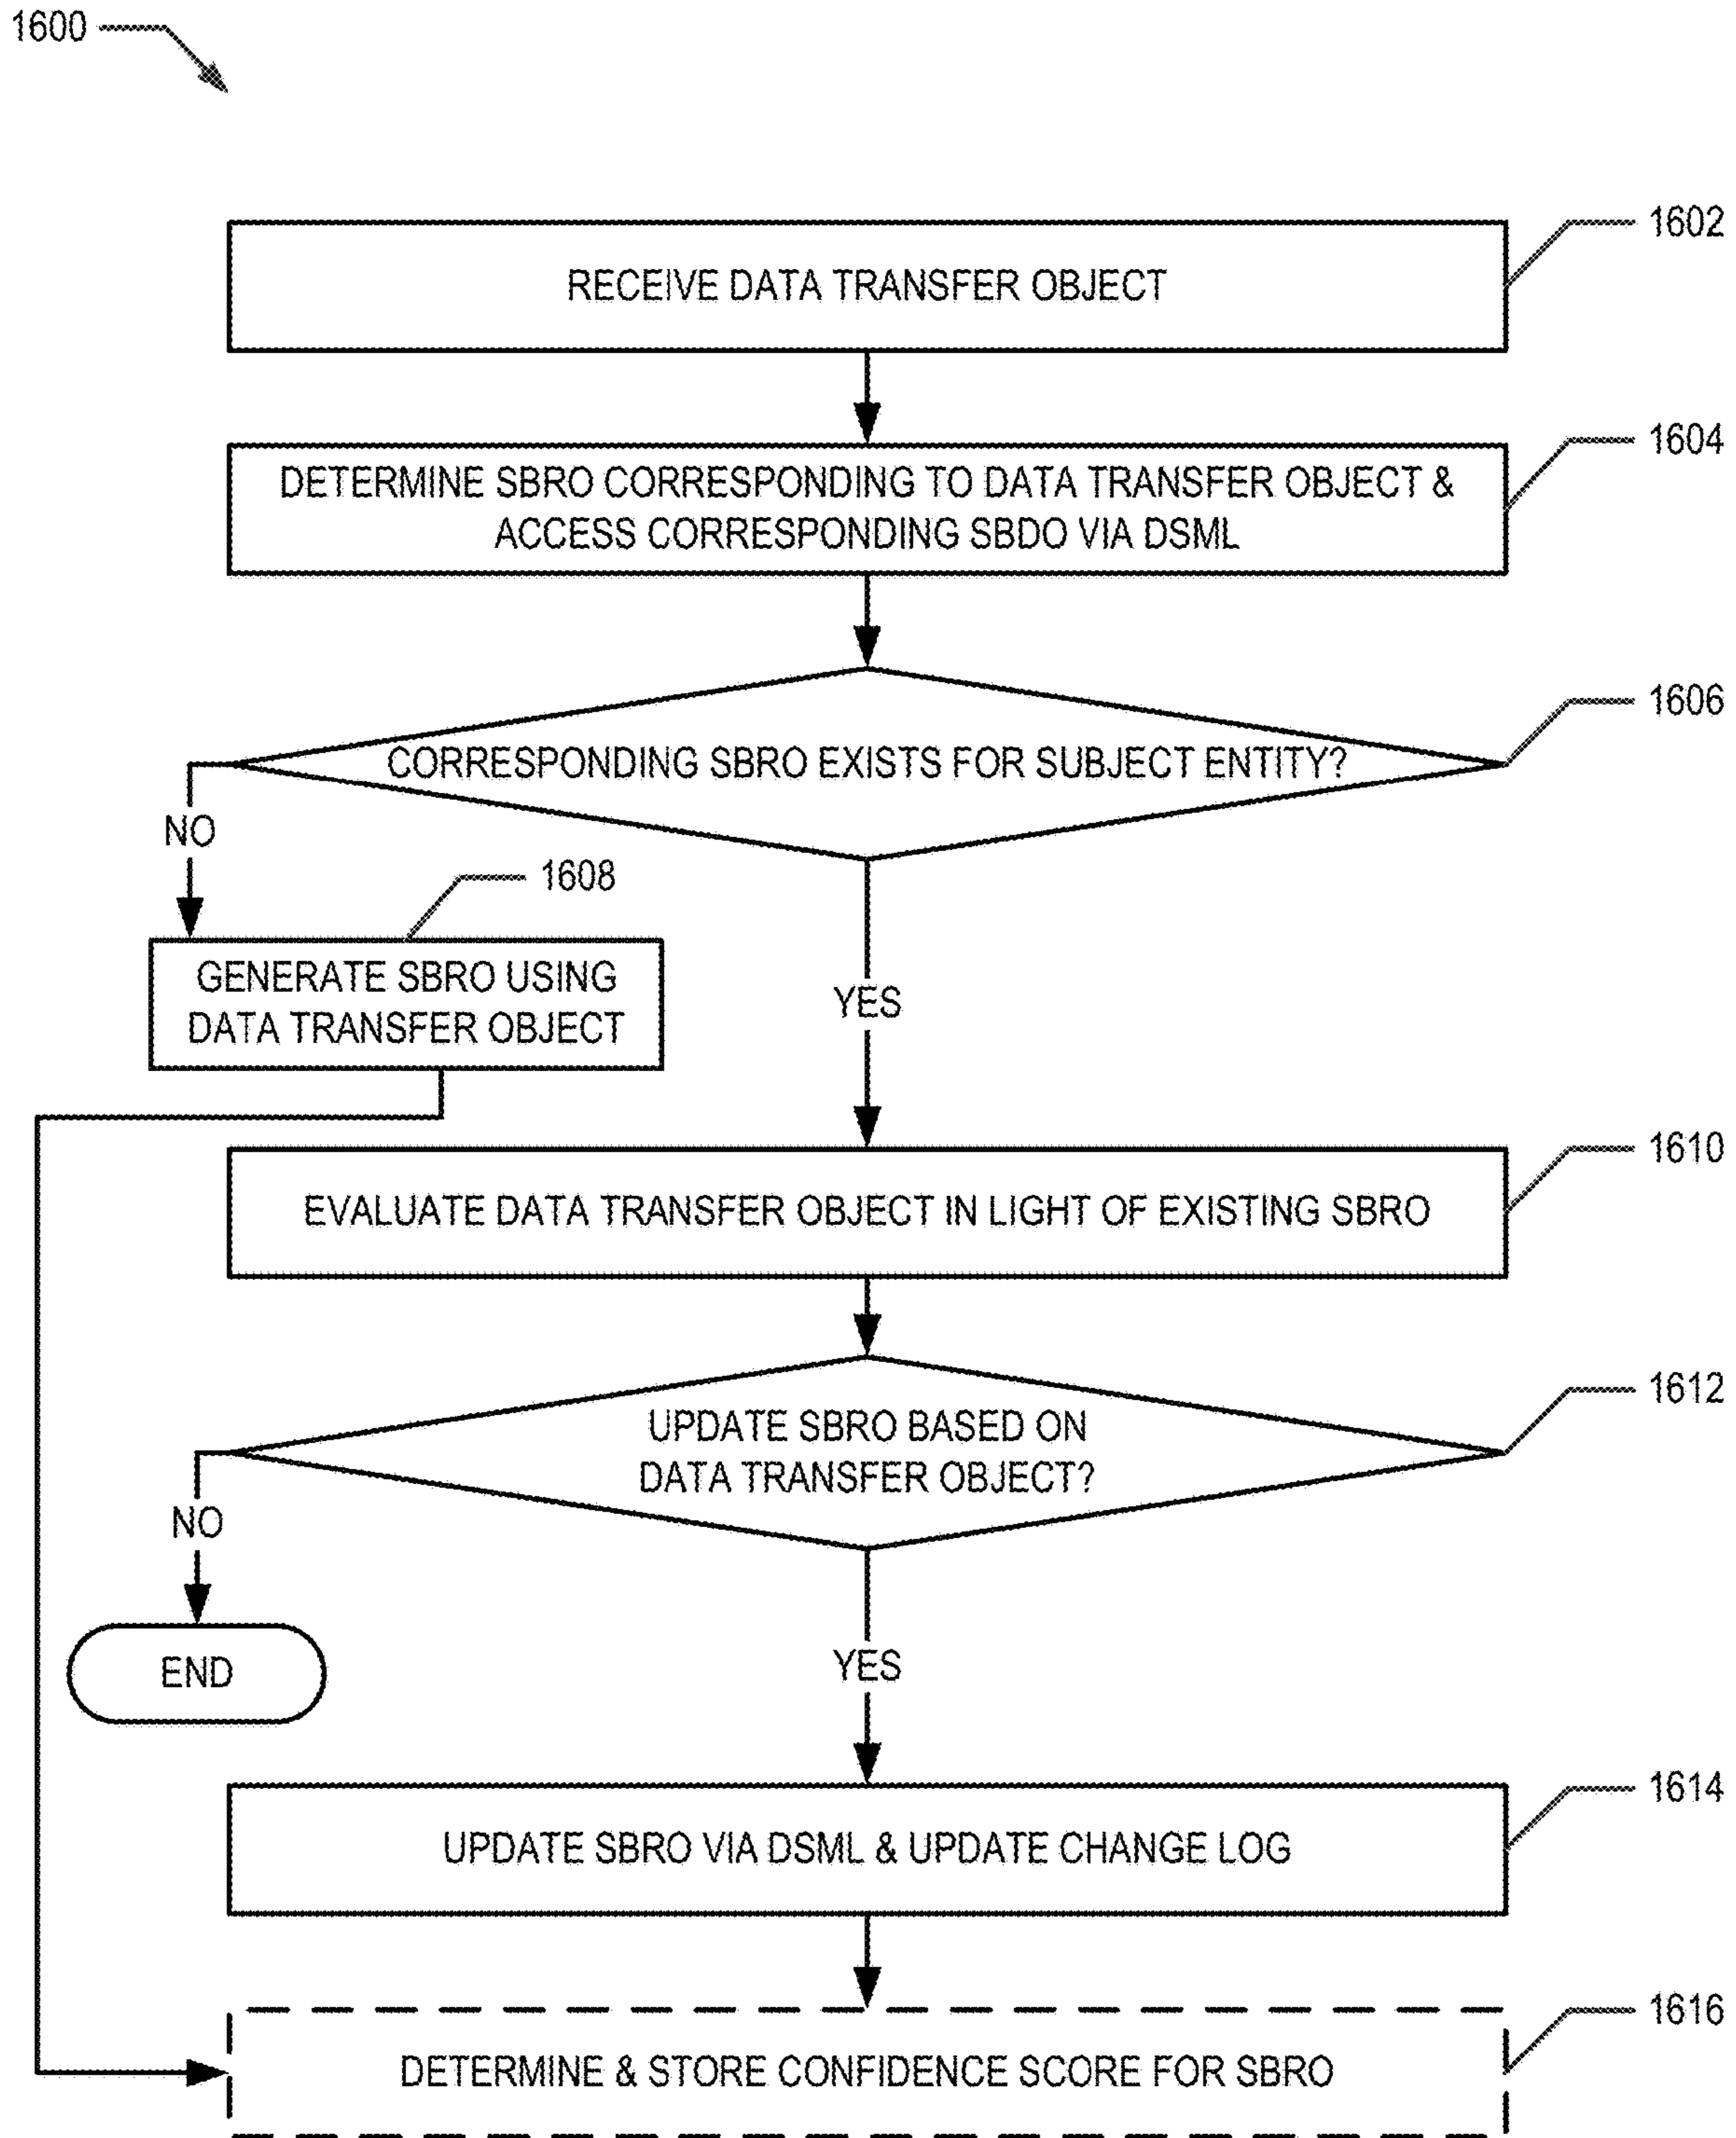 1600
1602
RECEIVE DATA TRANSFER OBJECT
1604
DETERMINE SBRO CORRESPONDING TO DATA TRANSFER OBJECT &
ACCESS CORRESPONDING SBDO VIA DSML
1606
CORRESPONDING SBRO EXISTS FOR SUBJECT ENTITY?
NO
1608
GENERATE SBRO USING
DATA TRANSFER OBJECT
YES
1610
EVALUATE DATA TRANSFER OBJECT IN LIGHT OF EXISTING SBRO
1612
UPDATE SBRO BASED ON
DATA TRANSFER OBJECT?
NO
END
YES
1614
UPDATE SBRO VIA DSML & UPDATE CHANGE LOG
1616
DETERMINE & STORE CONFIDENCE SCORE FOR SBRO